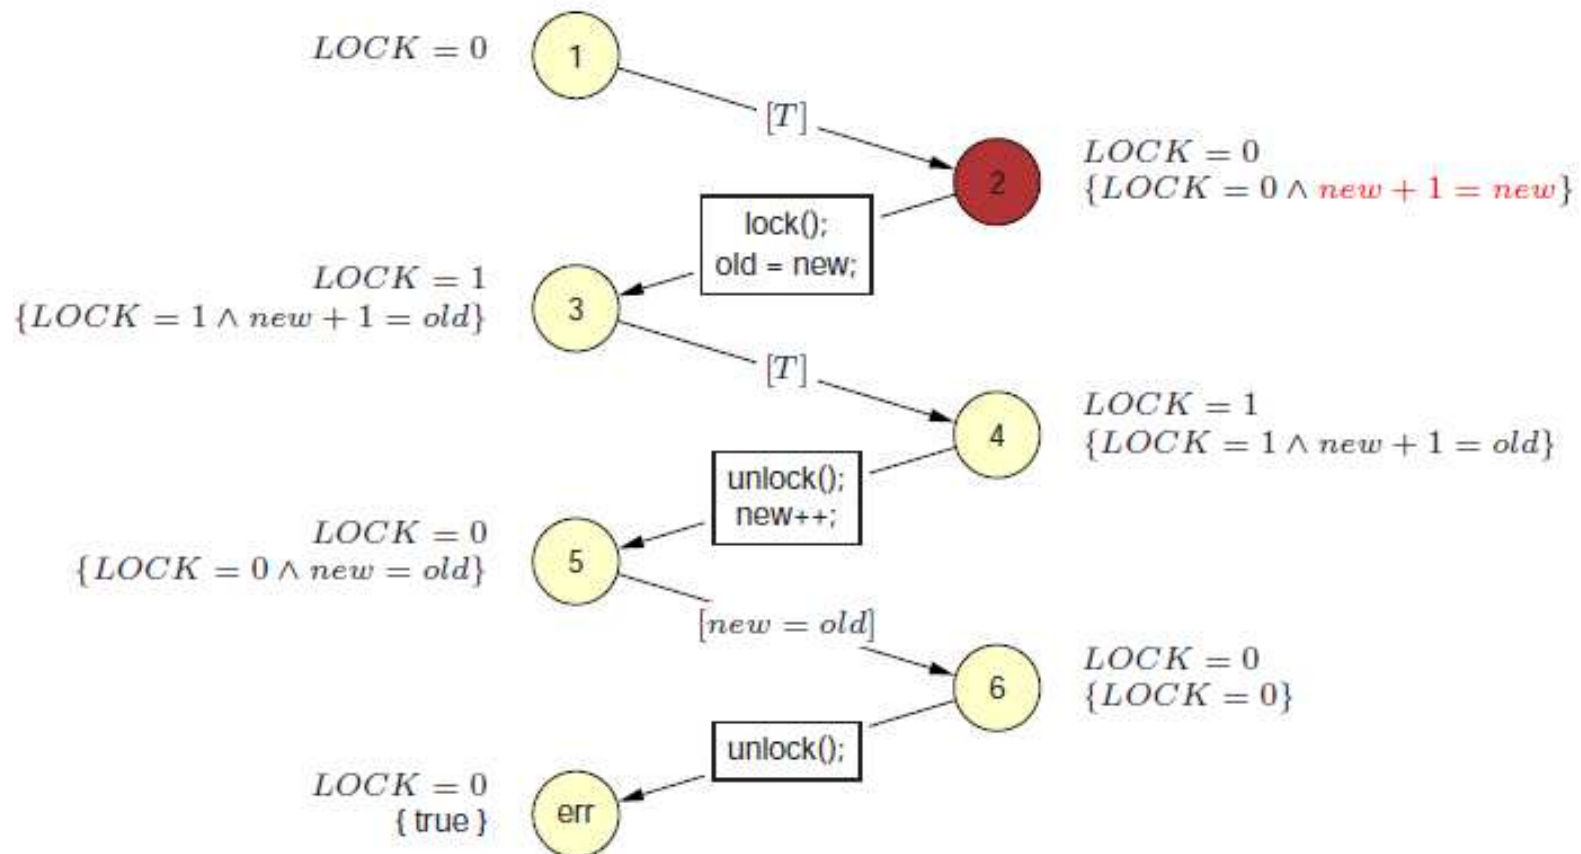 LOCK = 0
1
[T]
2
LOCK = 0
{LOCK = 0 ∧ new + 1 = new}
lock();
old = new;
LOCK = 1
{LOCK = 1 ∧ new + 1 = old}
3
[T]
4
LOCK = 1
{LOCK = 1 ∧ new + 1 = old}
unlock();
new++;
LOCK = 0
{LOCK = 0 ∧ new = old}
5
[new = old]
6
LOCK = 0
{LOCK = 0}
unlock();
LOCK = 0
{ true }
err